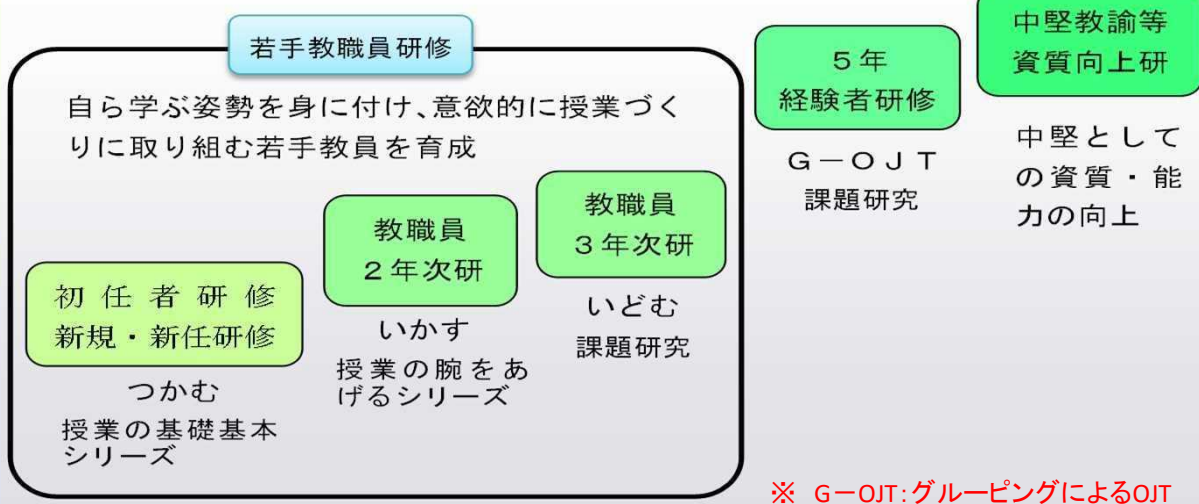 若手教職員研修
自ら学ぶ姿勢を身に付け、意欲的に授業づく
りに取り組む若手教員を育成
初任者研修
新規・新任研修
つかむ
授業の基礎基本
シリーズ
教職員
２年次研
いかす
授業の腕をあ
げるシリーズ
教職員
３年次研
いどむ
課題研究
５年
経験者研修
Ｇ－ＯＪＴ
課題研究
中堅教諭等
資質向上研
中堅として
の資質・能
力の向上
※ G－OJT：グルーピングによるOJT